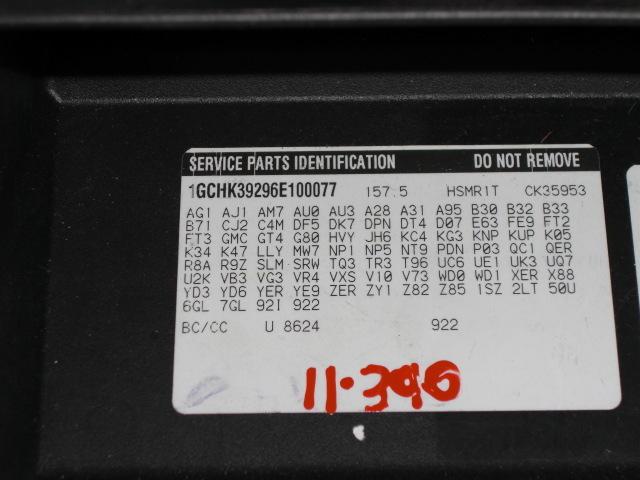 SERVICE PARTS IDENTIFICATION DO NOT REMOVE
1GCHK39296E100077 157.5 HSMR1T CK35953
AG1 AJ1 AM7 AU0 AU3 A28 A31 A95 B30 B32 B33
B71 CJ2 C4M DF5 DK7 DPN DT4 D07 E63 FE9 FT2
FT3 GMC GT4 G80 HVY JH6 KC4 KG3 KNP KUP K05
K34 K47 LLY MW7 NP1 NP5 NT9 PDN P03 QC1 QER
R8A R9Z SLM SRW TQ3 TR3 T96 UC6 UE1 UK3 UQ7
U2K VB3 VG3 VR4 VXS V10 V73 WD0 WD1 XER X88
YD3 YD6 YER YE9 ZER ZY1 Z82 Z85 1SZ 2LT 50U
6GL 7GL 92I 922
BC/CC U 8624 922